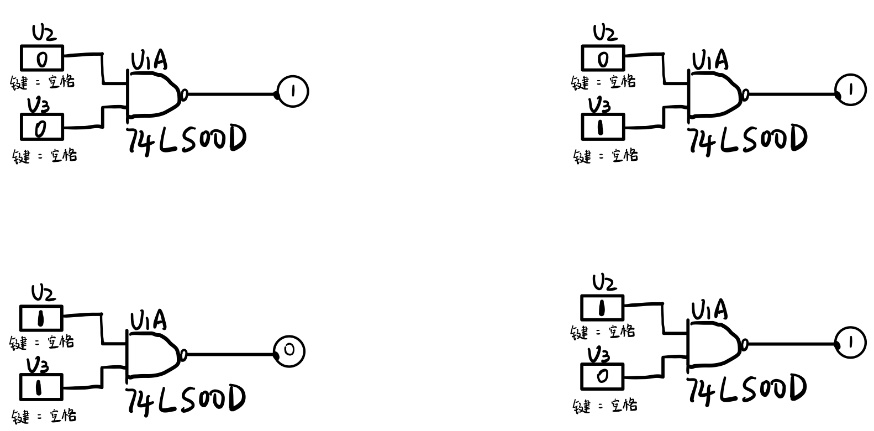 U2
0
U1A
键 = 空格
1
U3
0
74LS00D
键 = 空格
U2
0
U1A
键 = 空格
1
U3
1
74LS00D
键 = 空格
U2
1
U1A
键 = 空格
0
U3
1
74LS00D
键 = 空格
U2
1
U1A
键 = 空格
1
U3
0
74LS00D
键 = 空格